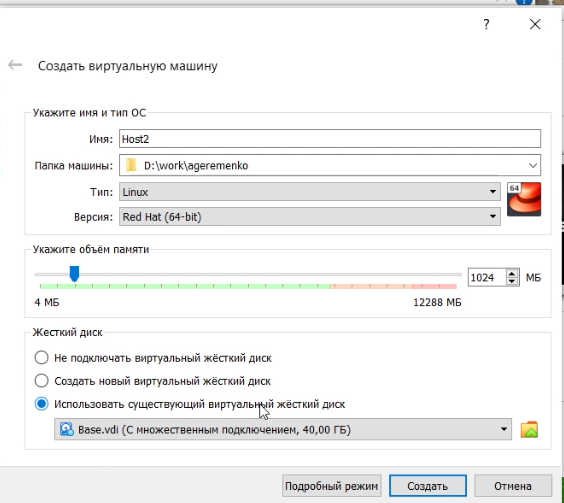 ?
Создать виртуальную машину
Укажите имя и тип ОС
Имя: Host2
Папка машины: D:\work\ageremenko
Тип: Linux
64
Версия: Red Hat (64-bit)
Укажите объём памяти
1024 МБ
4 МБ 12288 МБ
Жесткий диск
Не подключать виртуальный жёсткий диск
Создать новый виртуальный жёсткий диск
Использовать существующий виртуальный жёсткий диск
Base.vdi (С множественным подключением, 40,00 ГБ)
Подробный режим Создать Отмена